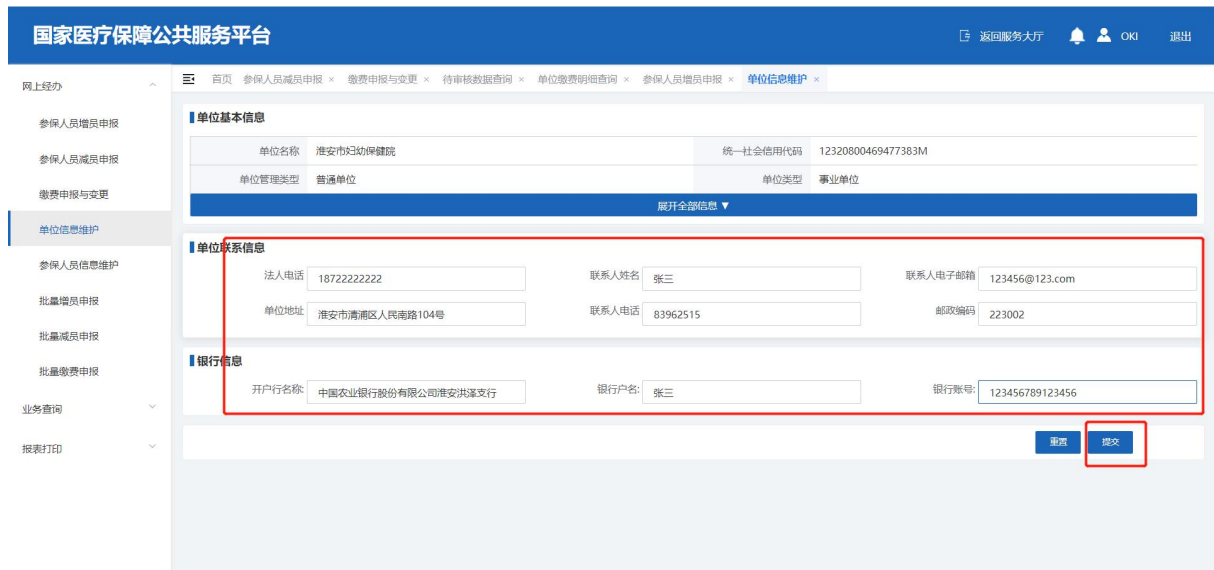 国家医疗保障公共服务平台
返回服务大厅 OKI 退出
首页 参保人员减员申报 × 缴费申报与变更 × 待审核数据查询 × 单位缴费明细查询 × 参保人员增员申报 × 单位信息维护 ×
网上经办
参保人员增员申报
参保人员减员申报
缴费申报与变更
单位信息维护
参保人员信息维护
批量增员申报
批量减员申报
批量缴费申报
业务查询
报表打印
单位基本信息
单位名称 淮安市妇幼保健院 统一社会信用代码 12320800469477383M
单位管理类型 普通单位 单位类型 事业单位
展开全部信息 ▼
单位联系信息
法人电话 18722222222 联系人姓名 张三 联系人电子邮箱 123456@123.com
单位地址 淮安市清浦区人民南路104号 联系人电话 83962515 邮政编码 223002
银行信息
开户行名称: 中国农业银行股份有限公司淮安洪泽支行 银行户名: 张三 银行账号: 123456789123456
重置 提交